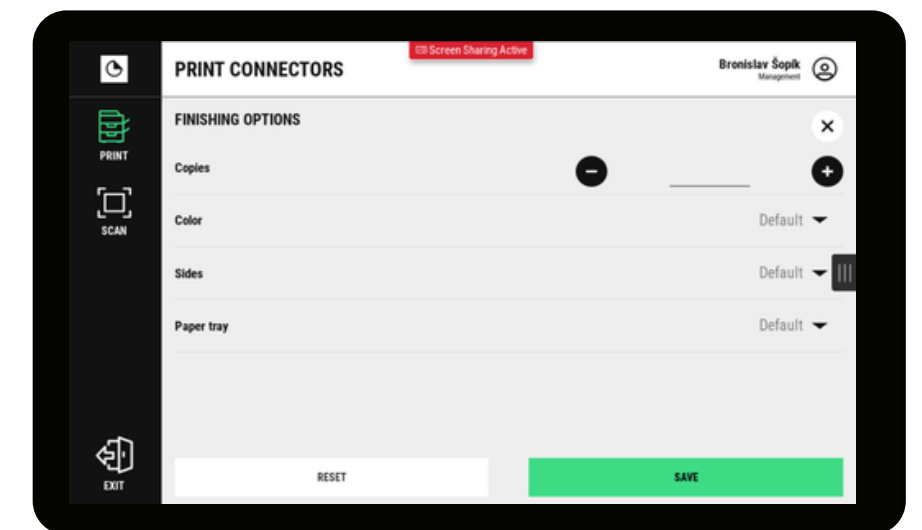 Screen Sharing Active
PRINT CONNECTORS
Bronislav Šopík
Management
PRINT
SCAN
EXIT
FINISHING OPTIONS
Copies
Color
Default
Sides
Default
Paper tray
Default
RESET
SAVE